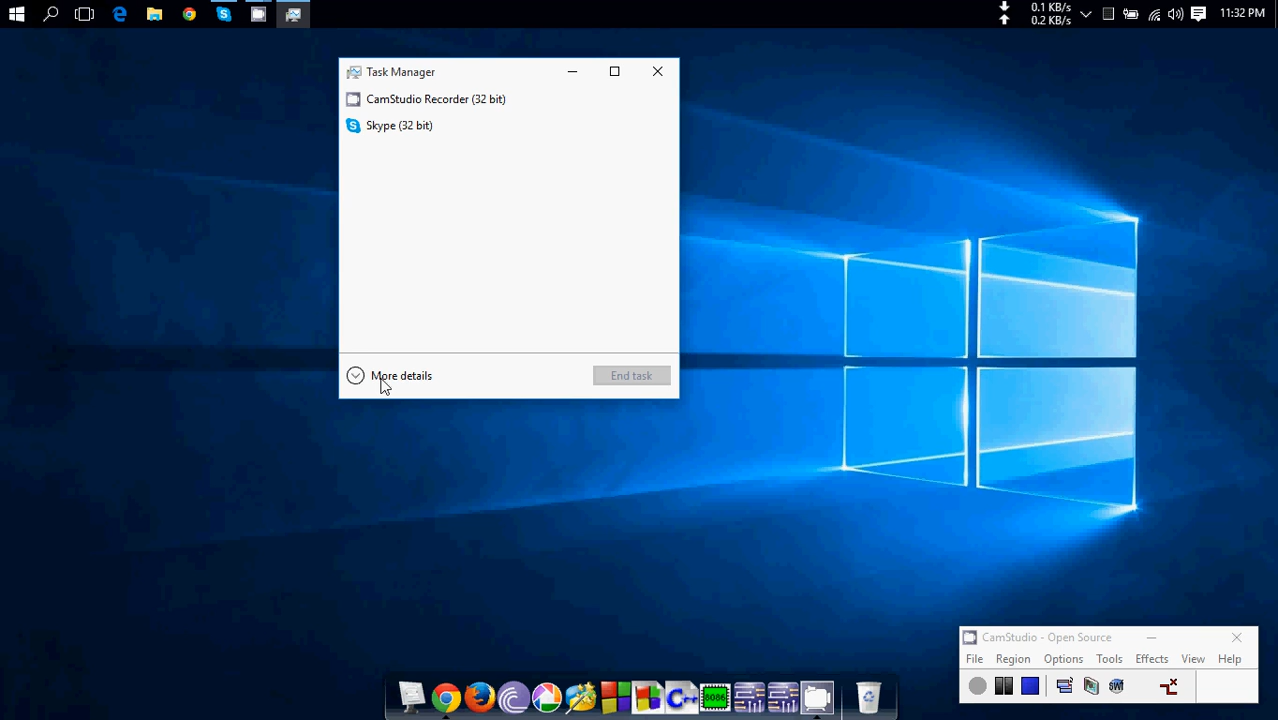 0.1 KB/s
0.2 KB/s
11:32 PM
Task Manager
CamStudio Recorder (32 bit)
Skype (32 bit)
More details
End task
CamStudio - Open Source
File Region Options Tools Effects View Help
SWF
C++
8086